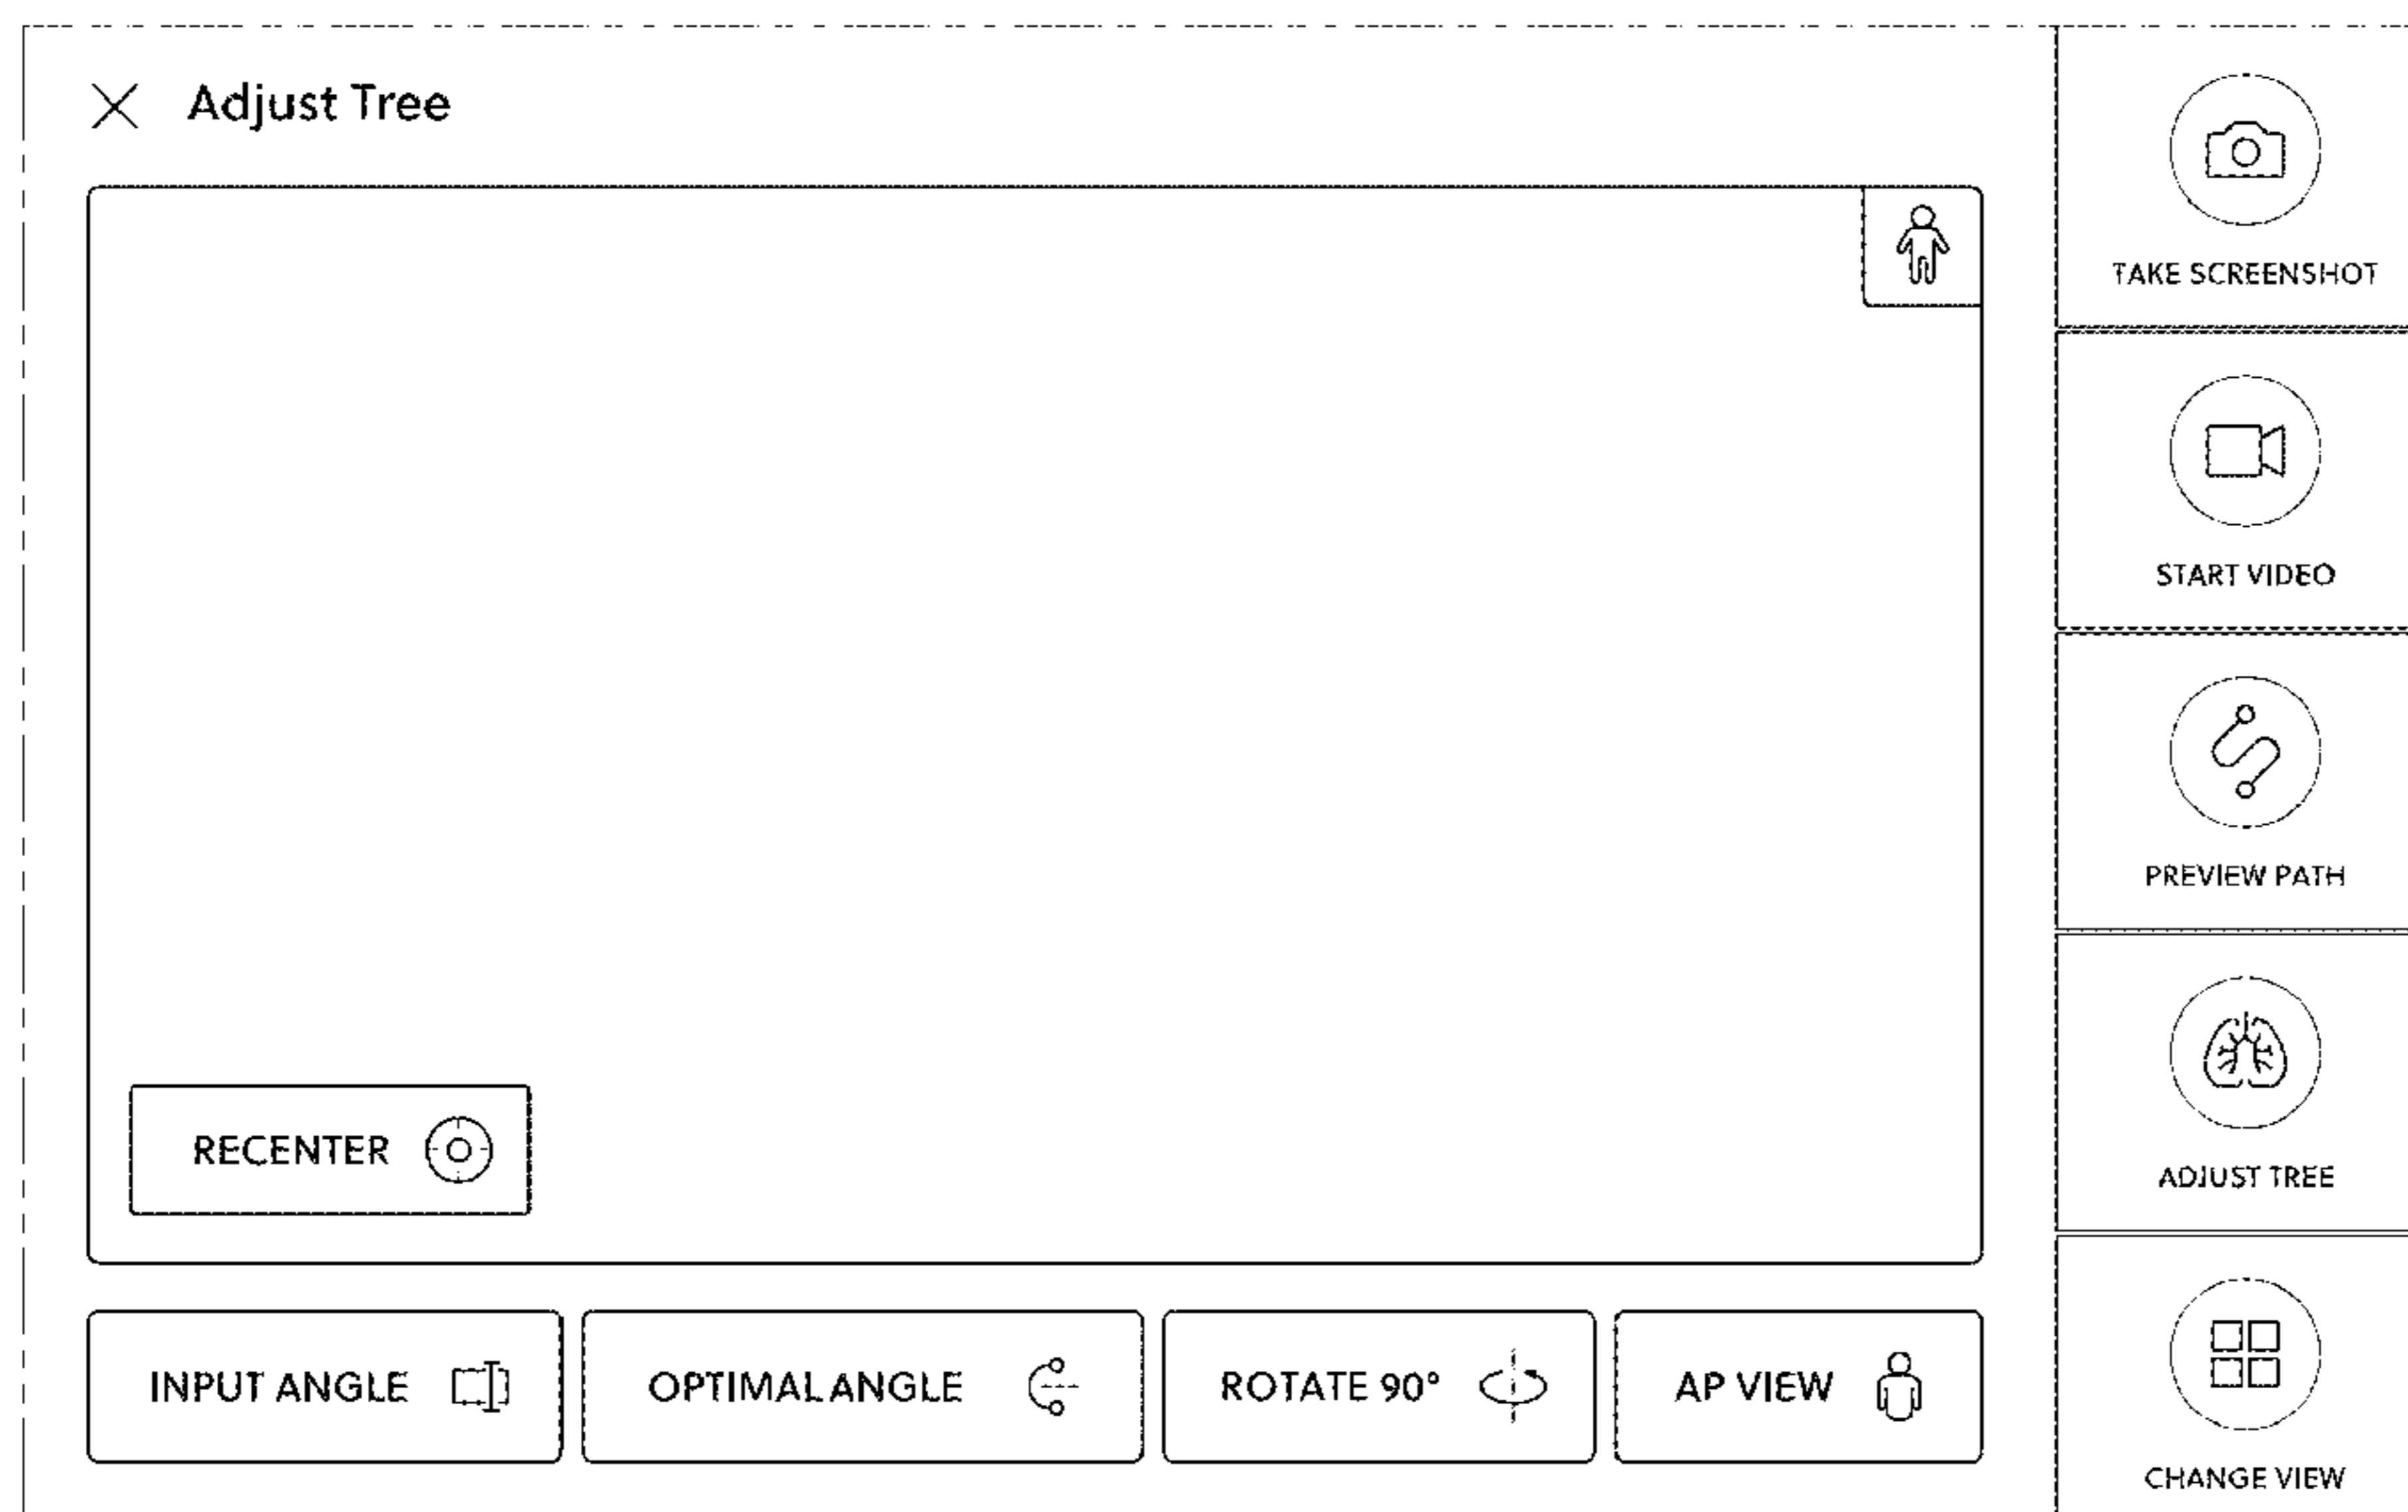 Adjust Tree
RECENTER
INPUT ANGLE
OPTIMAL ANGLE
ROTATE 90°
AP VIEW
TAKE SCREENSHOT
START VIDEO
PREVIEW PATH
ADJUST TREE
CHANGE VIEW